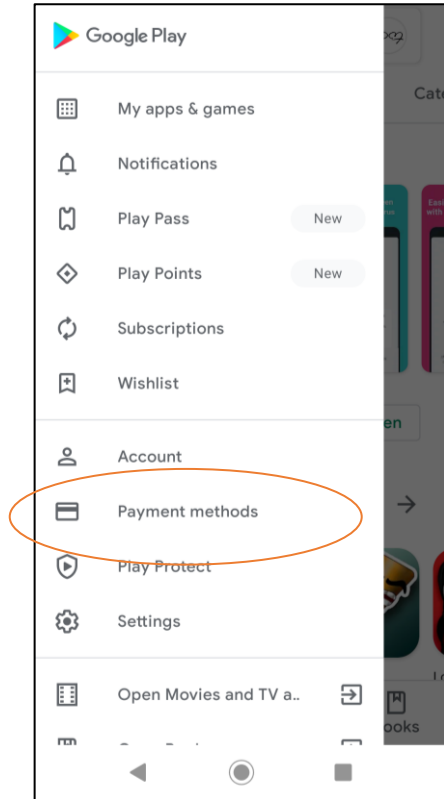 Google Play
Cate
My apps & games
Notifications
Play Pass New
Play Points New
Subscriptions
Wishlist
en
Account
Payment methods
Play Protect
Settings
Open Movies and TV a..
ooks